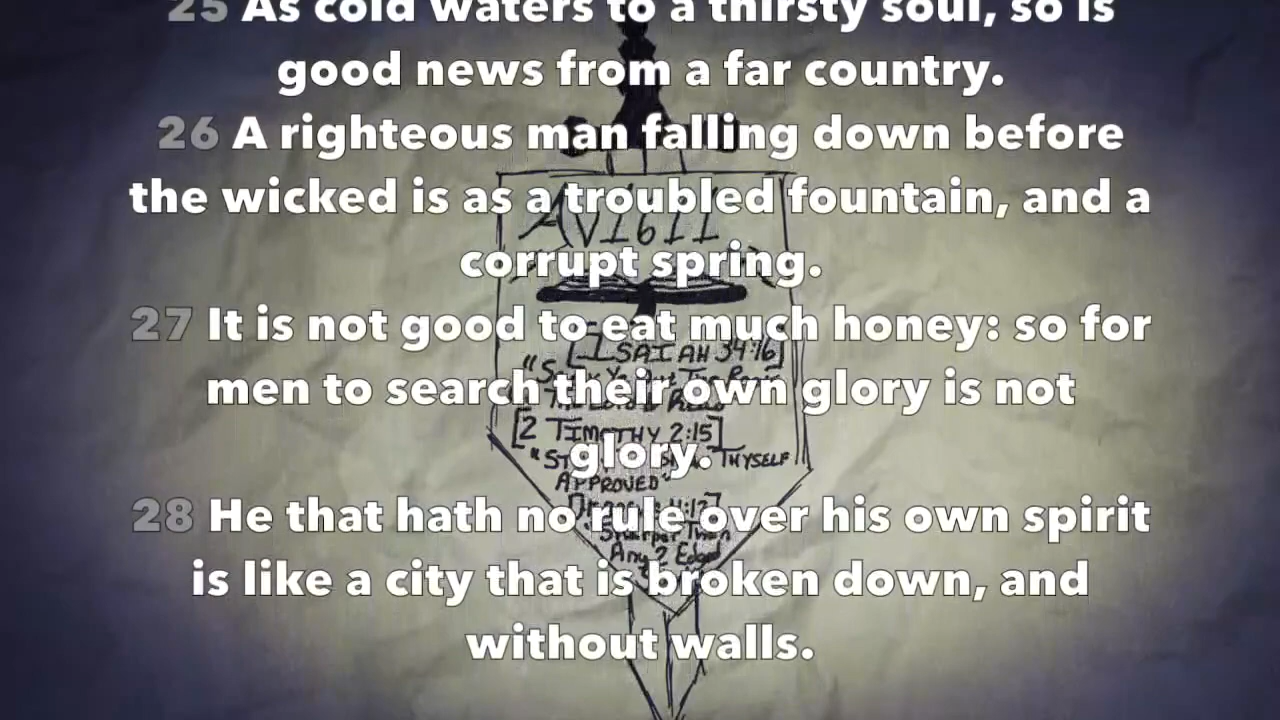 25 As cold waters to a thirsty soul, so is
good news from a far country.
26 A righteous man falling down before
the wicked is as a troubled fountain, and a
corrupt spring.
27 It is not good to eat much honey: so for
men to search their own glory is not
glory.
28 He that hath no rule over his own spirit
is like a city that is broken down, and
without walls.
AV1611
[ISAIAH 34:16]
[2 TIMOTHY 2:15]
THYSELF
APPROVED"
Sharper Than
Any 2 Edged